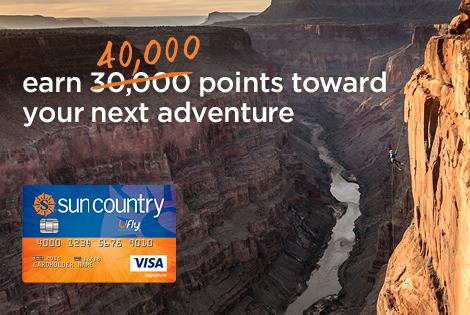 40,000
earn 30,000 points toward
your next adventure
sun country
Ufly
4000 1234 5676 9010
CARDHOLDER NAME
VISA
Signature